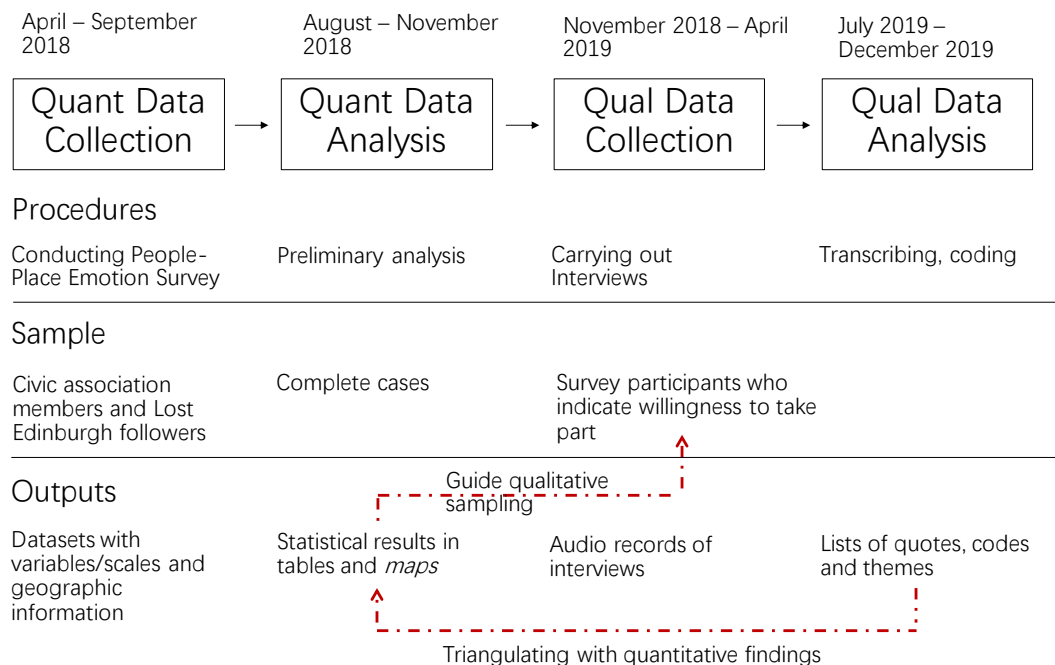 April – September
2018
August – November
2018
November 2018 – April
2019
July 2019 –
December 2019
Quant Data
Collection
Quant Data
Analysis
Qual Data
Collection
Qual Data
Analysis
Procedures
Conducting People-
Place Emotion Survey
Preliminary analysis
Carrying out
Interviews
Transcribing, coding
Sample
Civic association
members and Lost
Edinburgh followers
Complete cases
Survey participants who
indicate willingness to take
part
Outputs
Guide qualitative
sampling
Datasets with
variables/scales and
geographic
information
Statistical results in
tables and maps
Audio records of
interviews
Lists of quotes, codes
and themes
Triangulating with quantitative findings